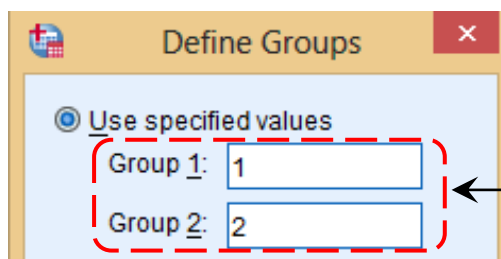 Define Groups
Use specified values
Group 1: 1
Group 2: 2